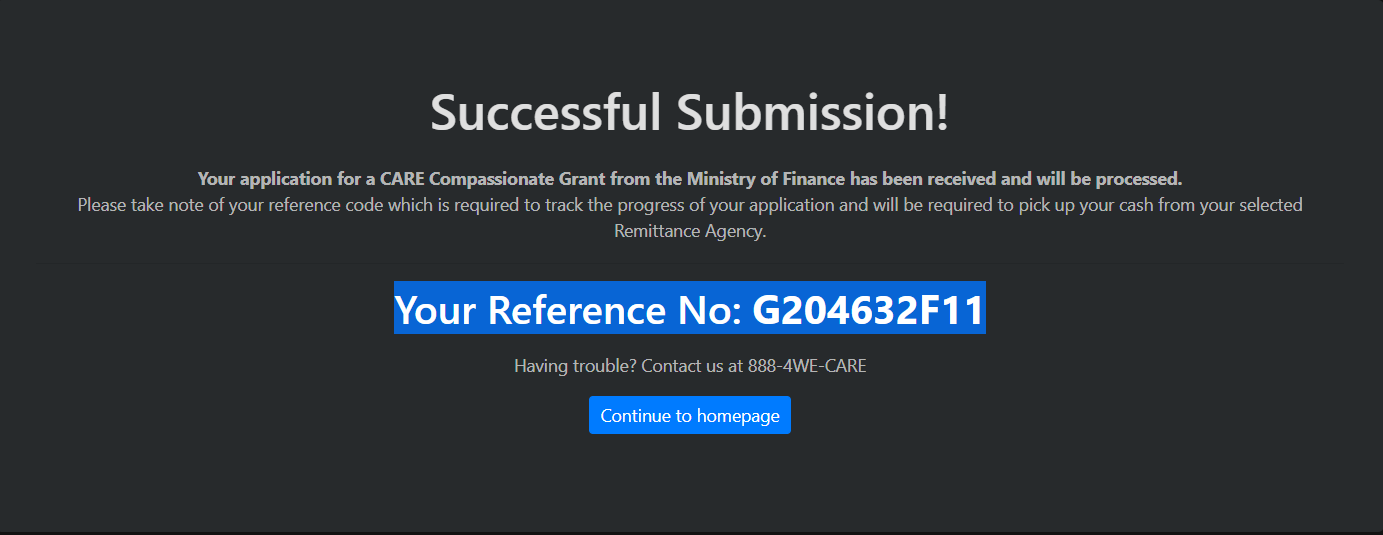 Successful Submission!
Your application for a CARE Compassionate Grant from the Ministry of Finance has been received and will be processed.
Please take note of your reference code which is required to track the progress of your application and will be required to pick up your cash from your selected
Remittance Agency.
Your Reference No: G204632F11
Having trouble? Contact us at 888-4WE-CARE
Continue to homepage